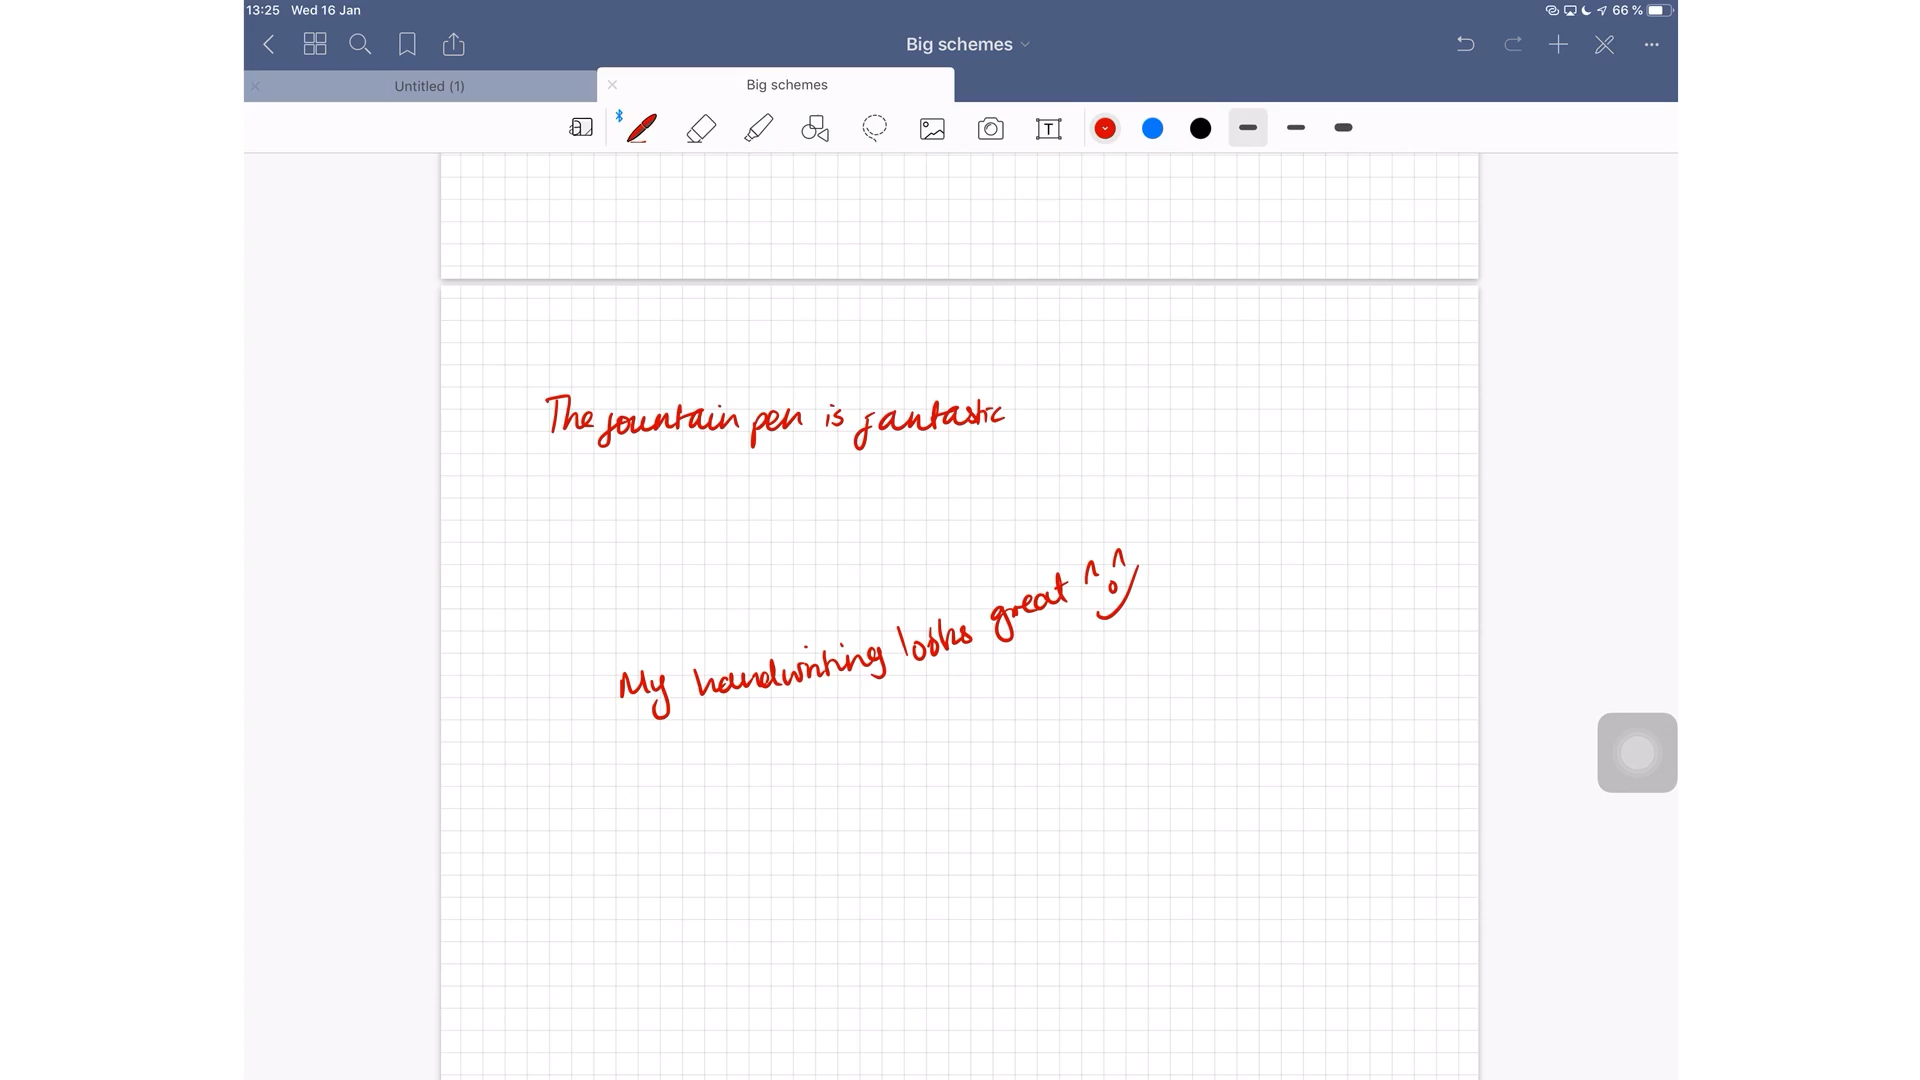 13:25 Wed 16 Jan 66 %
Big schemes
Untitled (1) Big schemes
T
The fountain pen is fantastic
My handwriting looks great